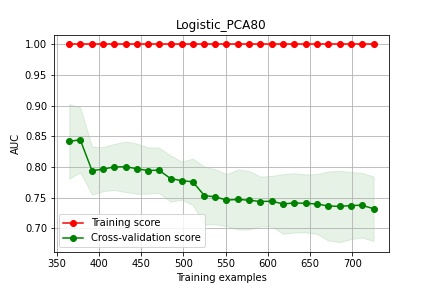 Logistic_PCA80
1.00
0.95
0.90
0.85
0.80
0.75
0.70
AUC
Training score
Cross-validation score
350 400 450 500 550 600 650 700
Training examples